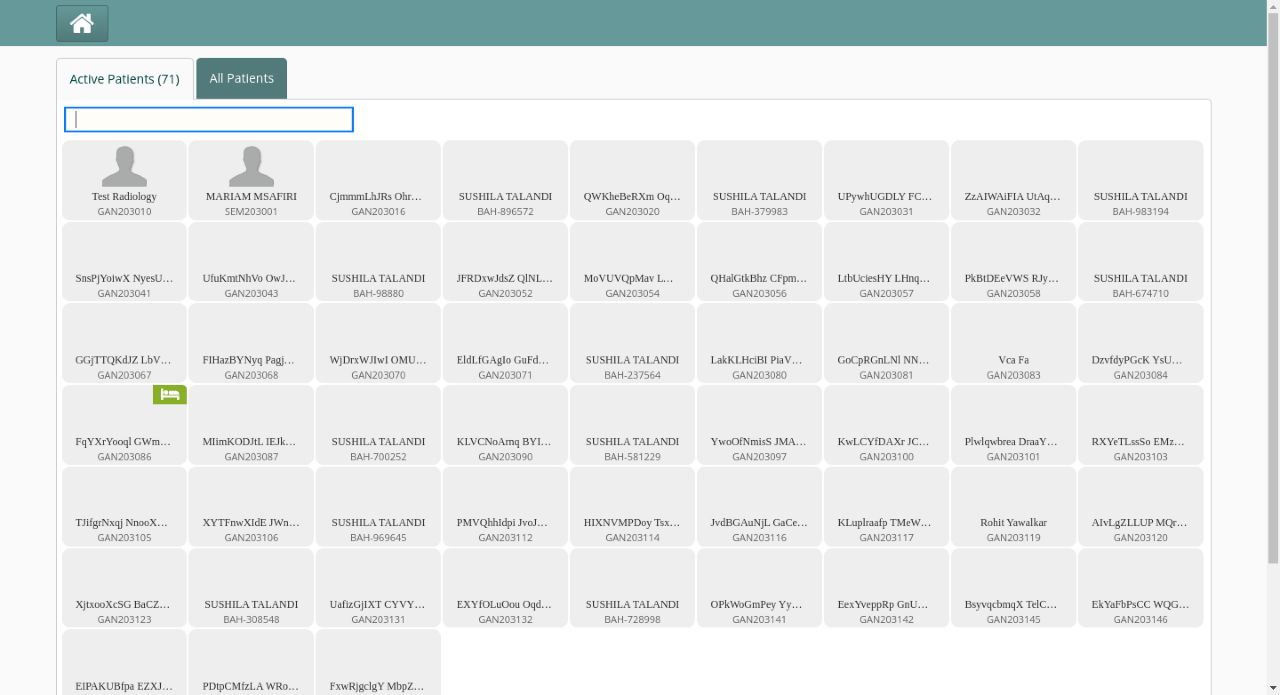 Active Patients (71)
All Patients
Test Radiology
GAN203010
MARIAM MSAFIRI
SEM203001
CjmmmLhJRs Ohr…
GAN203016
SUSHILA TALANDI
BAH-896572
QWKheBeRXm Oq…
GAN203020
SUSHILA TALANDI
BAH-379983
UPywhUGDLY FC…
GAN203031
ZzAIWAiFIA UtAq…
GAN203032
SUSHILA TALANDI
BAH-983194
SnsPjYoiwX NyesU…
GAN203041
UfuKmtNhVo OwJ…
GAN203043
SUSHILA TALANDI
BAH-98880
JFRDxwJdsZ QlNL…
GAN203052
MoVUVQpMav L…
GAN203054
QHalGtkBhz CFpm…
GAN203056
LtbUciesHY LHnq…
GAN203057
PkBtDEeVWS RJy…
GAN203058
SUSHILA TALANDI
BAH-674710
GGjTTQKdJZ LbV…
GAN203067
FIHazBYNyq Pagj…
GAN203068
WjDrxWJIwI OMU…
GAN203070
EldLfGAgIo GuFd…
GAN203071
SUSHILA TALANDI
BAH-237564
LakKLHciBI PiaV…
GAN203080
GoCpRGnLNl NN…
GAN203081
Vca Fa
GAN203083
DzvfdyPGcK YsU…
GAN203084
FqYXrYooql GWm…
GAN203086
MIimKODJtL IEJk…
GAN203087
SUSHILA TALANDI
BAH-700252
KLVCNoArnq BYI…
GAN203090
SUSHILA TALANDI
BAH-581229
YwoOfNmisS JMA…
GAN203097
KwLCYfDAXr JC…
GAN203100
Plwlqwbrea DraaY…
GAN203101
RXYeTLssSo EMz…
GAN203103
TJifgrNxqj NnooX…
GAN203105
XYTFnwXIdE JWn…
GAN203106
SUSHILA TALANDI
BAH-969645
PMVQhhIdpi JvoJ…
GAN203112
HIXNVMPDoy Tsx…
GAN203114
JvdBGAuNjL GaCe…
GAN203116
KLuplraafp TMeW…
GAN203117
Rohit Yawalkar
GAN203119
AIvLgZLLUP MQr…
GAN203120
XjtxooXcSG BaCZ…
GAN203123
SUSHILA TALANDI
BAH-308548
UafizGjIXT CYVY…
GAN203131
EXYfOLuOou Oqd…
GAN203132
SUSHILA TALANDI
BAH-728998
OPkWoGmPey Yy…
GAN203141
EexYveppRp GnU…
GAN203142
BsyvqcbmqX TelC…
GAN203145
EkYaFbPsCC WQG…
GAN203146
EIPAKUBfpa EZXJ…
PDtpCMfzLA WRo…
FxwRjgclgY MbpZ…